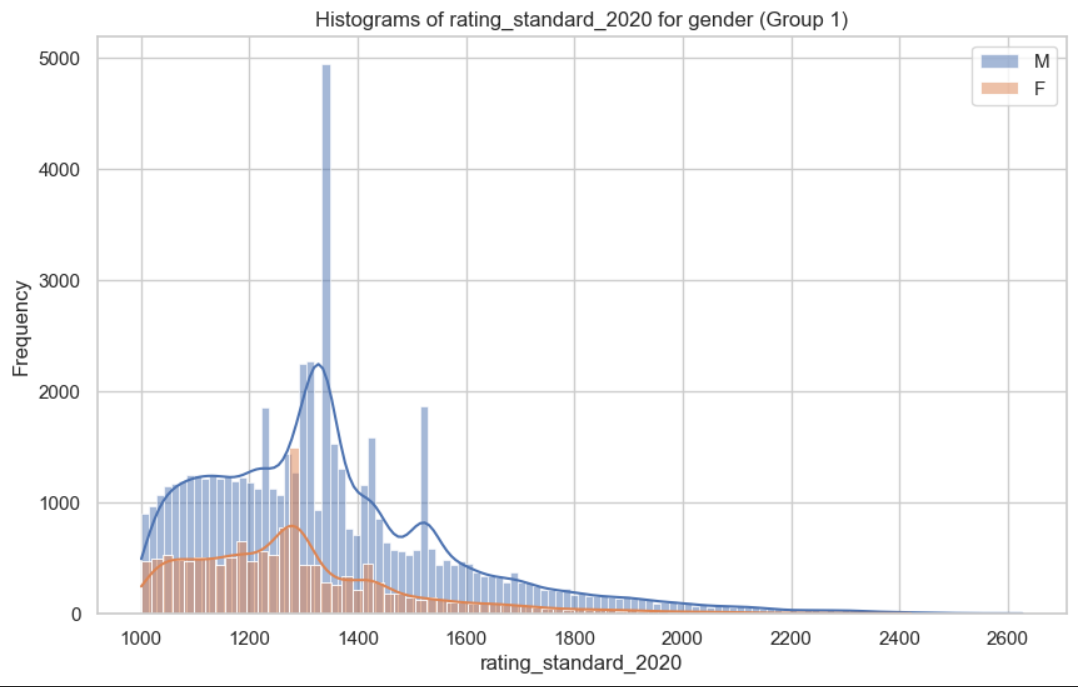 Histograms of rating_standard_2020 for gender (Group 1)
M
F
5000
4000
3000
2000
1000
0
Frequency
1000 1200 1400 1600 1800 2000 2200 2400 2600
rating_standard_2020